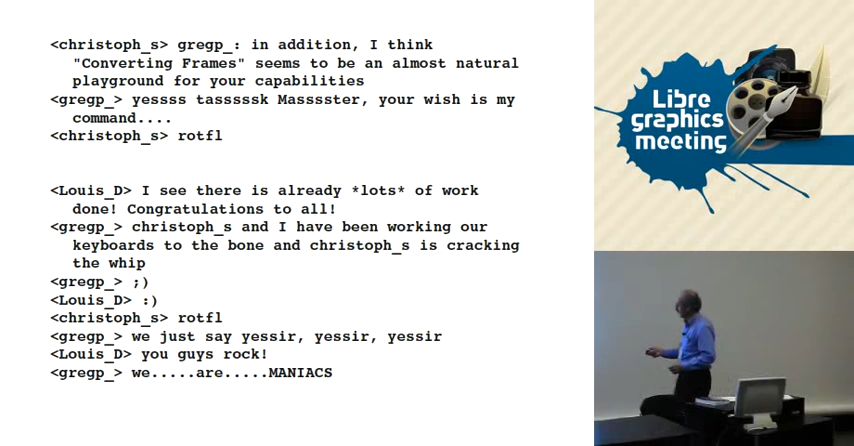 <christoph_s> gregp_: in addition, I think
"Converting Frames" seems to be an almost natural
playground for your capabilities
<gregp_> yessss tasssssk Masssster, your wish is my
command....
<christoph_s> rotfl
<Louis_D> I see there is already *lots* of work
done! Congratulations to all!
<gregp_> christoph_s and I have been working our
keyboards to the bone and christoph_s is cracking
the whip
<gregp_> ;)
<Louis_D> :)
<christoph_s> rotfl
<gregp_> we just say yessir, yessir, yessir
<Louis_D> you guys rock!
<gregp_> we.....are.....MANIACS
Libre
graphics
meeting